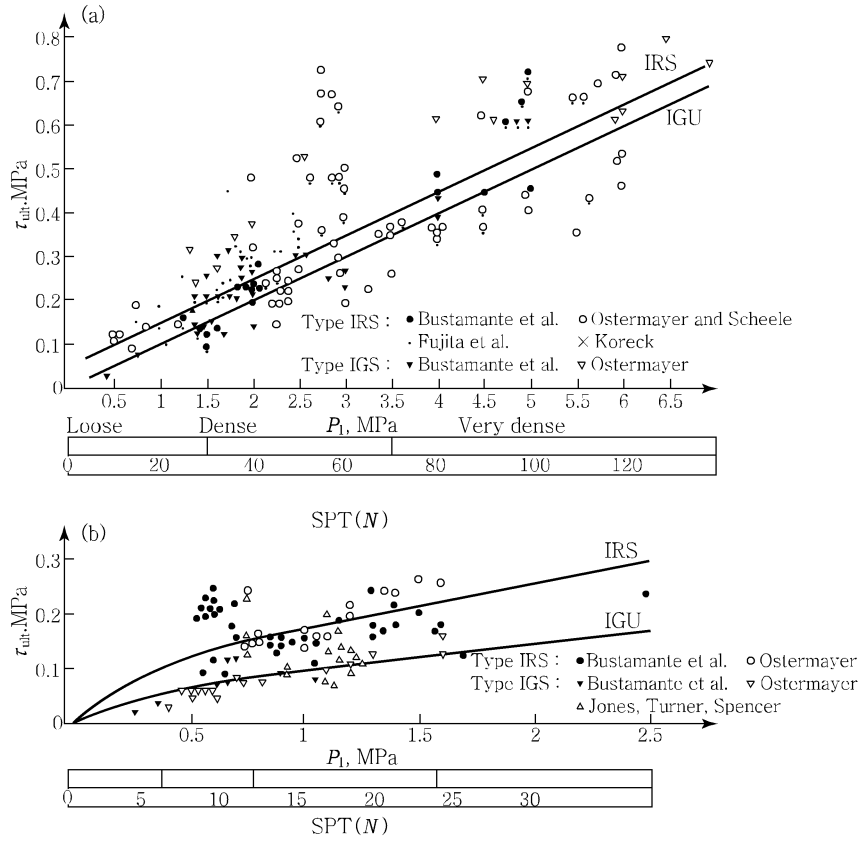 (a)
0.8
0.7
0.6
0.5
0.4
0.3
0.2
0.1
0
τult.MPa
IRS
IGU
Type IRS : ● Bustamante et al. ○ Ostermayer and Scheele
· Fujita et al. × Koreck
Type IGS : ▼ Bustamante et al. ▽ Ostermayer
0.5 1 1.5 2 2.5 3 3.5 4 4.5 5 5.5 6 6.5
Loose Dense P1, MPa Very dense
0 20 40 60 80 100 120
SPT(N)
(b)
0.3
0.2
0.1
0
τult.MPa
IRS
IGU
Type IRS : ● Bustamante et al. ○ Ostermayer
Type IGS : ▼ Bustamante et al. ▽ Ostermayer
△ Jones, Turner, Spencer
0.5 1 1.5 2 2.5
P1, MPa
0 5 10 15 20 25 30
SPT(N)